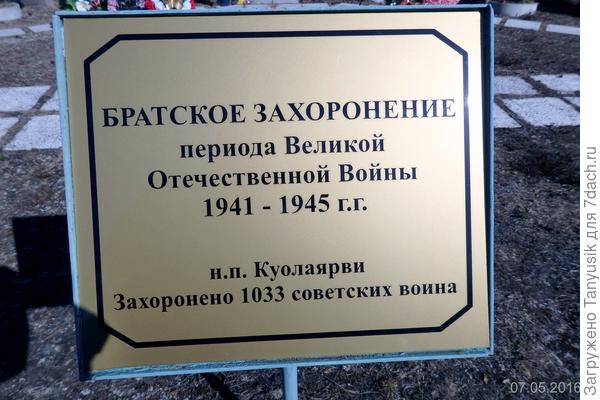 БРАТСКОЕ ЗАХОРОНЕНИЕ
периода Великой
Отечественной Войны
1941 - 1945 г.г.
н.п. Куолаярви
Захоронено 1033 советских воина
07.05.2016
Загружено Tanyusik для 7dach.ru